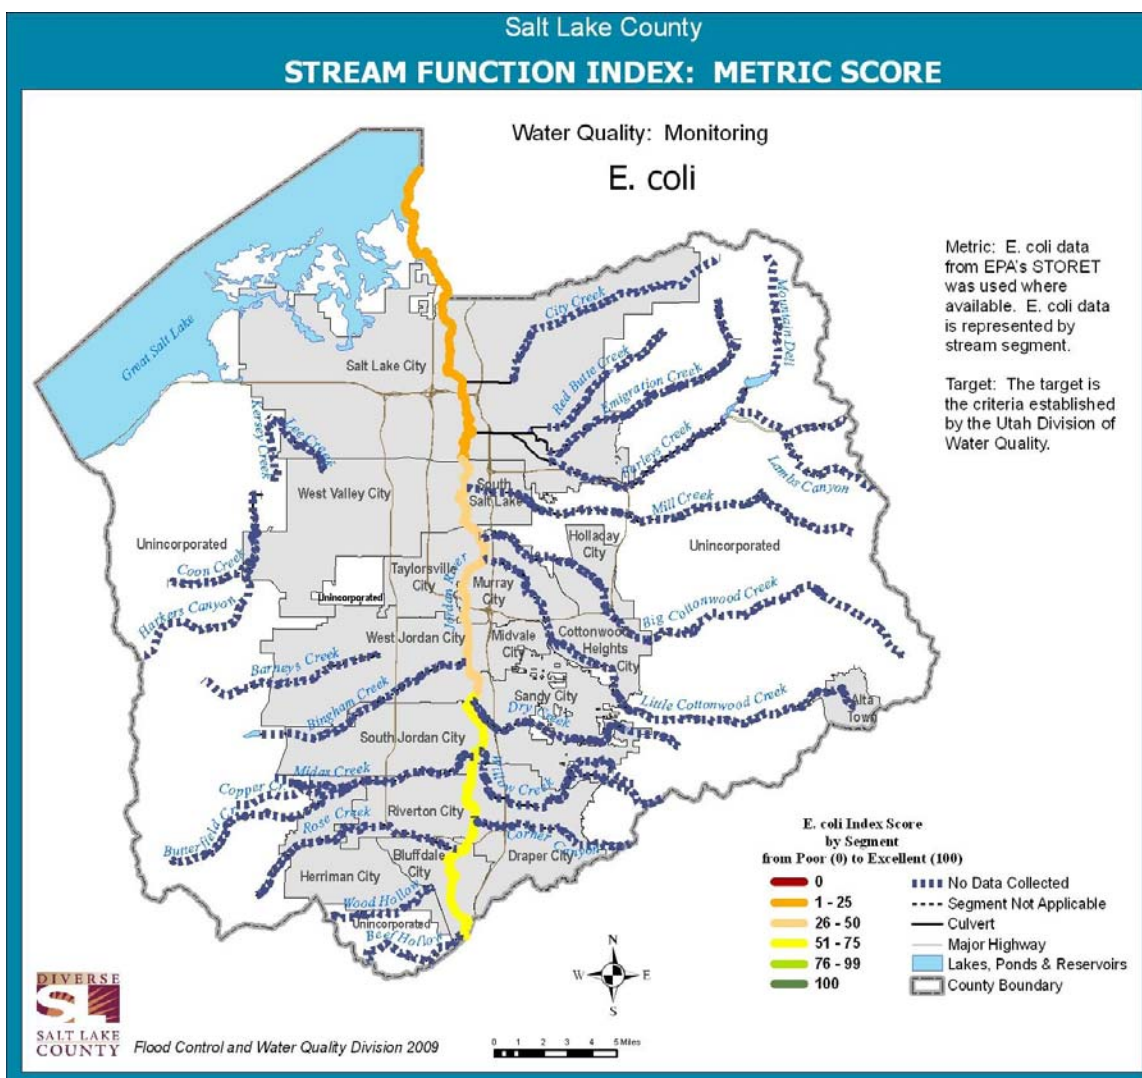 Salt Lake County
STREAM FUNCTION INDEX: METRIC SCORE
Water Quality: Monitoring
E. coli
Metric: E. coli data
from EPA's STORET
was used where
available. E. coli data
is represented by
stream segment.
Target: The target is
the criteria established
by the Utah Division of
Water Quality.
Great Salt Lake
City Creek
Mountain Dell
Salt Lake City
Red Butte Creek
Emigration Creek
Kersey Creek
Lee Creek
Parleys Creek
Lambs Canyon
West Valley City
South
Salt Lake
Mill Creek
Unincorporated
Holladay
City
Unincorporated
Coon Creek
Taylorsville
City
Jordan River
Murray
City
Unincorporated
Harkers Canyon
Big Cottonwood Creek
West Jordan City
Midvale
City
Cottonwood
Heights
City
Barneys Creek
Sandy City
Little Cottonwood Creek
Alta
Town
Bingham Creek
Dry Creek
South Jordan City
Midas Creek
Willow Creek
Copper Cr.
Butterfield Cr.
Rose Creek
Riverton City
Corner Canyon
Bluffdale
City
Draper City
Herriman City
Wood Hollow
Unincorporated
Beef Hollow
E. coli Index Score
by Segment
from Poor (0) to Excellent (100)
0
1 - 25
26 - 50
51 - 75
76 - 99
100
No Data Collected
Segment Not Applicable
Culvert
Major Highway
Lakes, Ponds & Reservoirs
County Boundary
N
W E
S
DIVERSE
SL
SALT LAKE
COUNTY
Flood Control and Water Quality Division 2009
0 1 2 3 4 5 Miles